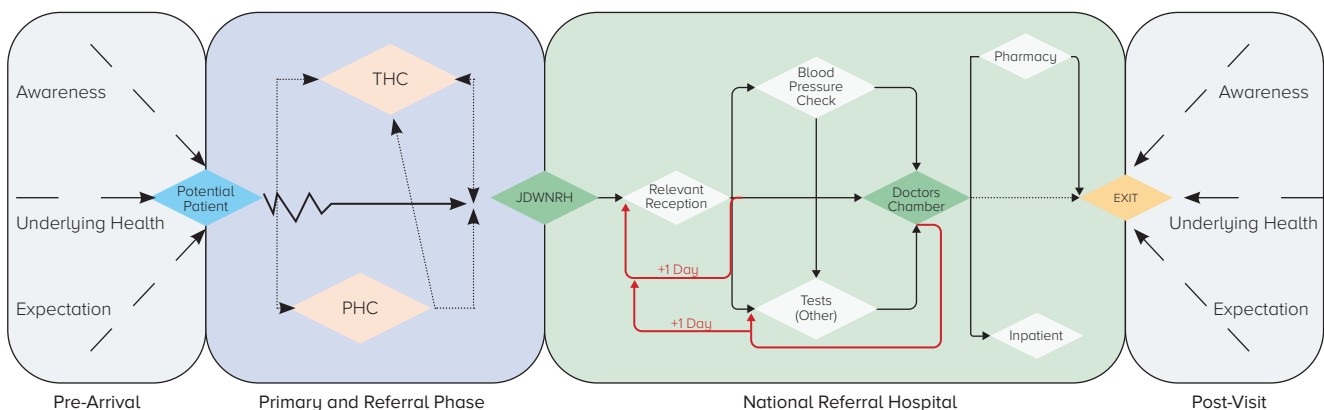 Awareness
Underlying Health
Expectation
Potential
Patient
THC
PHC
JDWNRH
Relevant
Reception
+1 Day
+1 Day
Blood
Pressure
Check
Tests
(Other)
Doctors
Chamber
Pharmacy
Inpatient
EXIT
Awareness
Underlying Health
Expectation
Pre-Arrival
Primary and Referral Phase
National Referral Hospital
Post-Visit